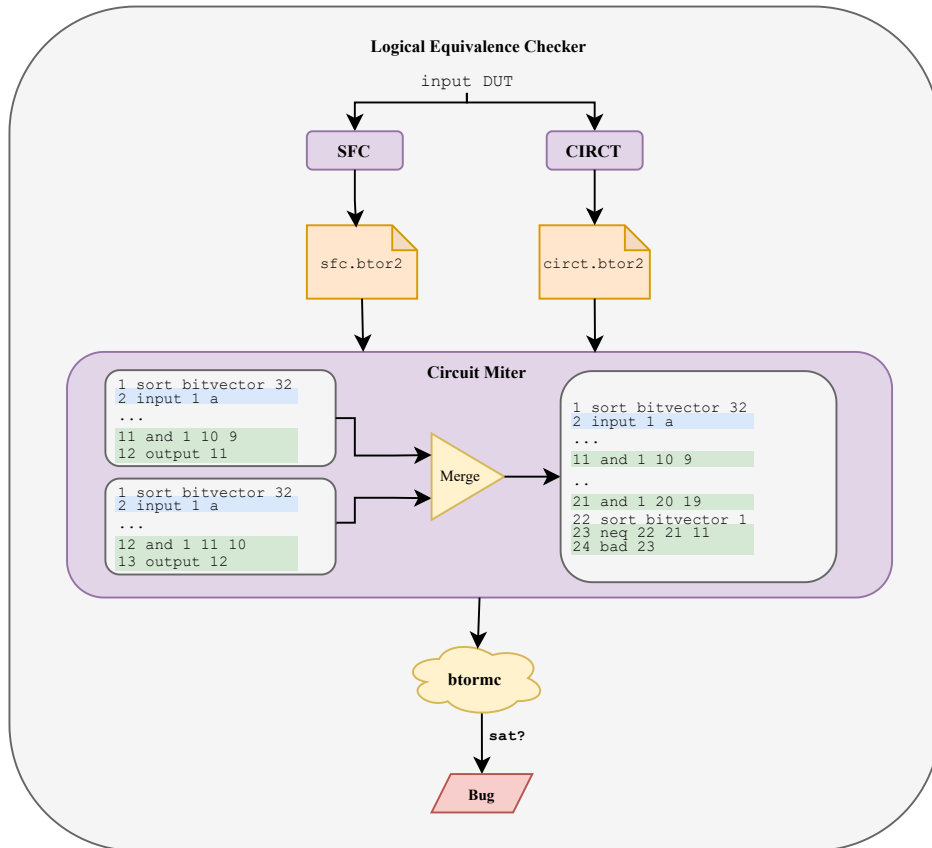 Logical Equivalence Checker
input DUT
SFC
CIRCT
sfc.btor2
circt.btor2
Circuit Miter
1 sort bitvector 32
2 input 1 a
...
11 and 1 10 9
12 output 11
1 sort bitvector 32
2 input 1 a
...
12 and 1 11 10
13 output 12
Merge
1 sort bitvector 32
2 input 1 a
...
11 and 1 10 9
..
21 and 1 20 19
22 sort bitvector 1
23 neq 22 21 11
24 bad 23
btormc
sat?
Bug